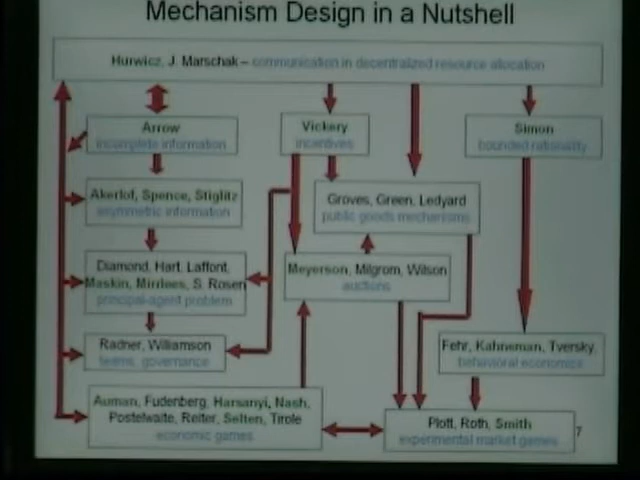 Mechanism Design in a Nutshell
Hurwicz, J. Marschak – communication in decentralized resource allocation
Arrow
incomplete information
Vickery
incentives
Simon
bounded rationality
Akerlof, Spence, Stiglitz
asymmetric information
Groves, Green, Ledyard
public goods mechanisms
Diamond, Hart, Laffont,
Maskin, Mirrlees, S. Rosen
principal-agent problem
Meyerson, Milgrom, Wilson
auctions
Radner, Williamson
teams, governance
Fehr, Kahneman, Tversky,
behavioral economics
Auman, Fudenberg, Harsanyi, Nash,
Postelwaite, Reiter, Selten, Tirole
economic games
Plott, Roth, Smith
experimental market games
7